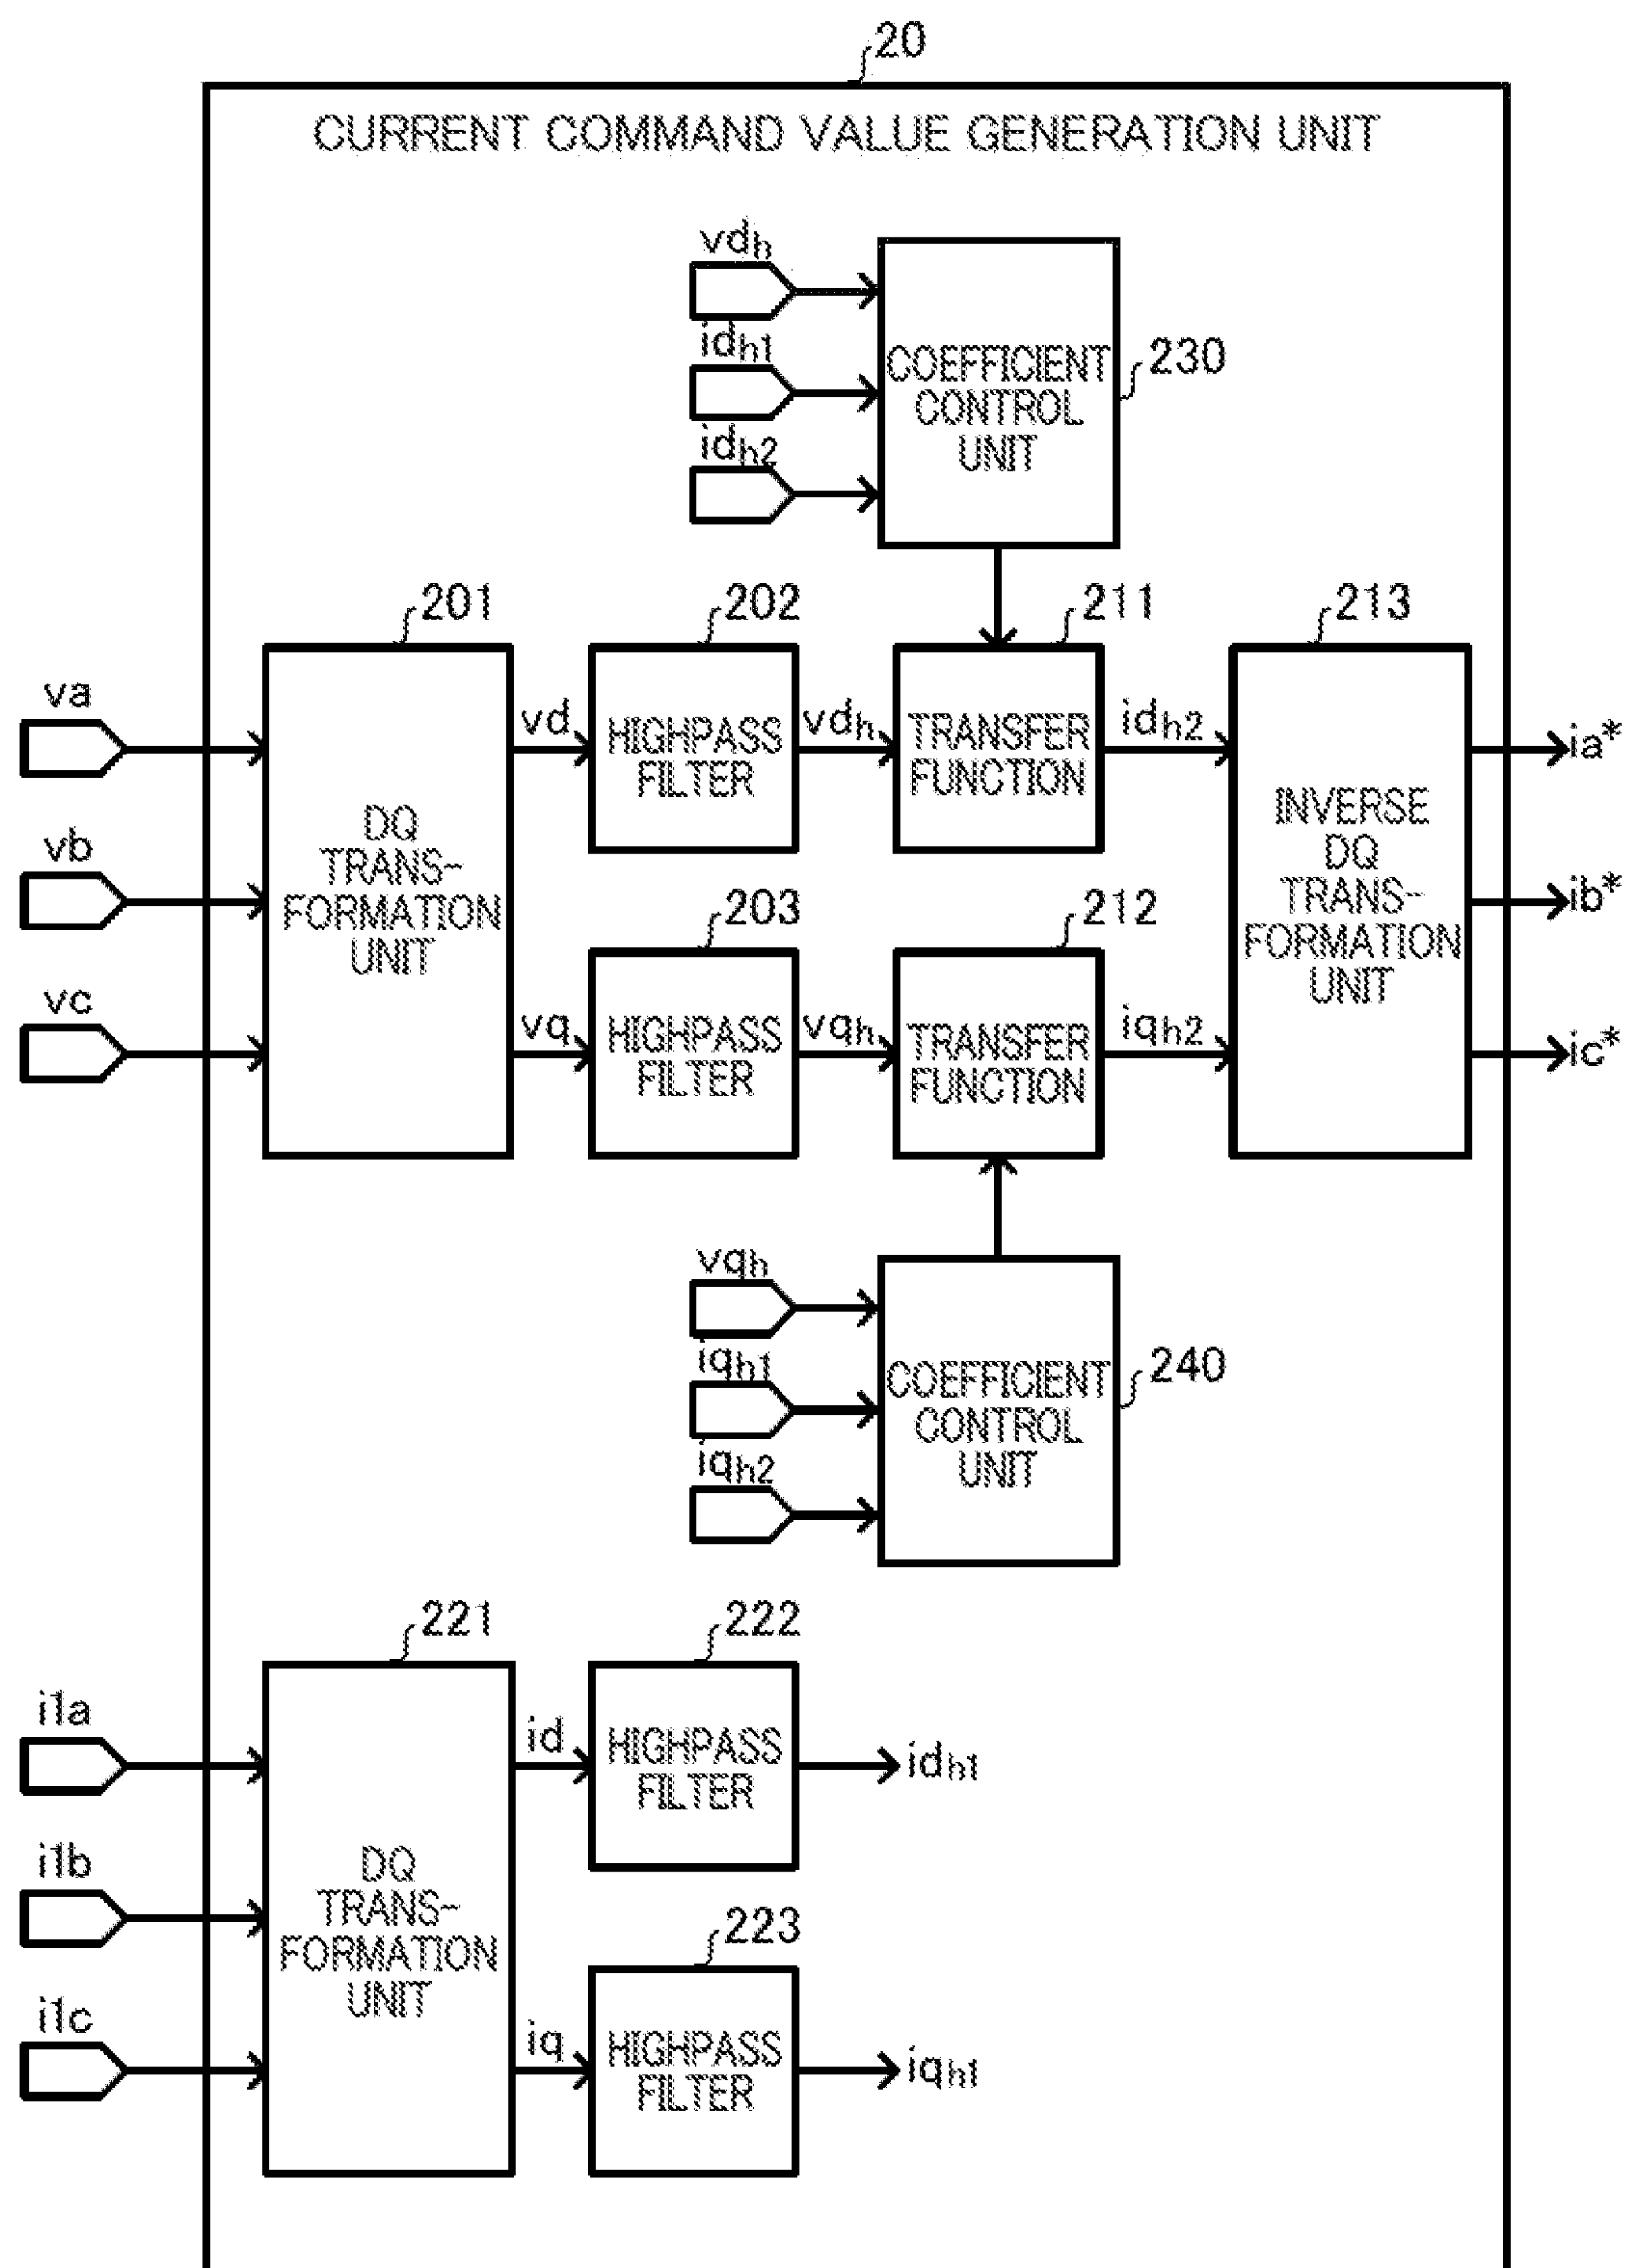 20
CURRENT COMMAND VALUE GENERATION UNIT
vdh
idh1
idh2
COEFFICIENT
CONTROL
UNIT
230
201
202
211
213
va
vb
vc
DQ
TRANS-
FORMATION
UNIT
vd
HIGHPASS
FILTER
vdh
TRANSFER
FUNCTION
idh2
INVERSE
DQ
TRANS-
FORMATION
UNIT
ia*
ib*
ic*
203
212
vq
HIGHPASS
FILTER
vqh
TRANSFER
FUNCTION
iqh2
vqh
iqh1
iqh2
COEFFICIENT
CONTROL
UNIT
240
221
222
i1a
i1b
i1c
DQ
TRANS-
FORMATION
UNIT
id
HIGHPASS
FILTER
idh1
223
iq
HIGHPASS
FILTER
iqh1